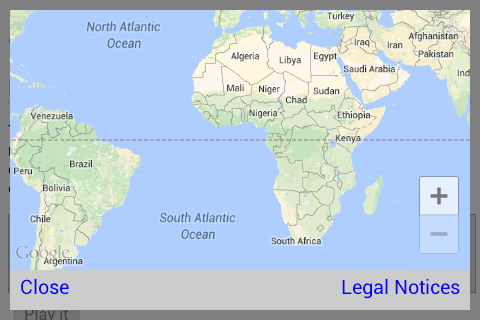 North Atlantic
Ocean
Turkey
Afghanistan
Iraq
Iran
Algeria
Libya
Egypt
Pakistan
Saudi Arabia
Ind
Mali
Niger
Sudan
Chad
Venezuela
Nigeria
Ethiopia
Kenya
Brazil
Peru
Bolivia
South Atlantic
Ocean
Chile
South Africa
Google
Argentina
+
−
Close
Legal Notices
Play it